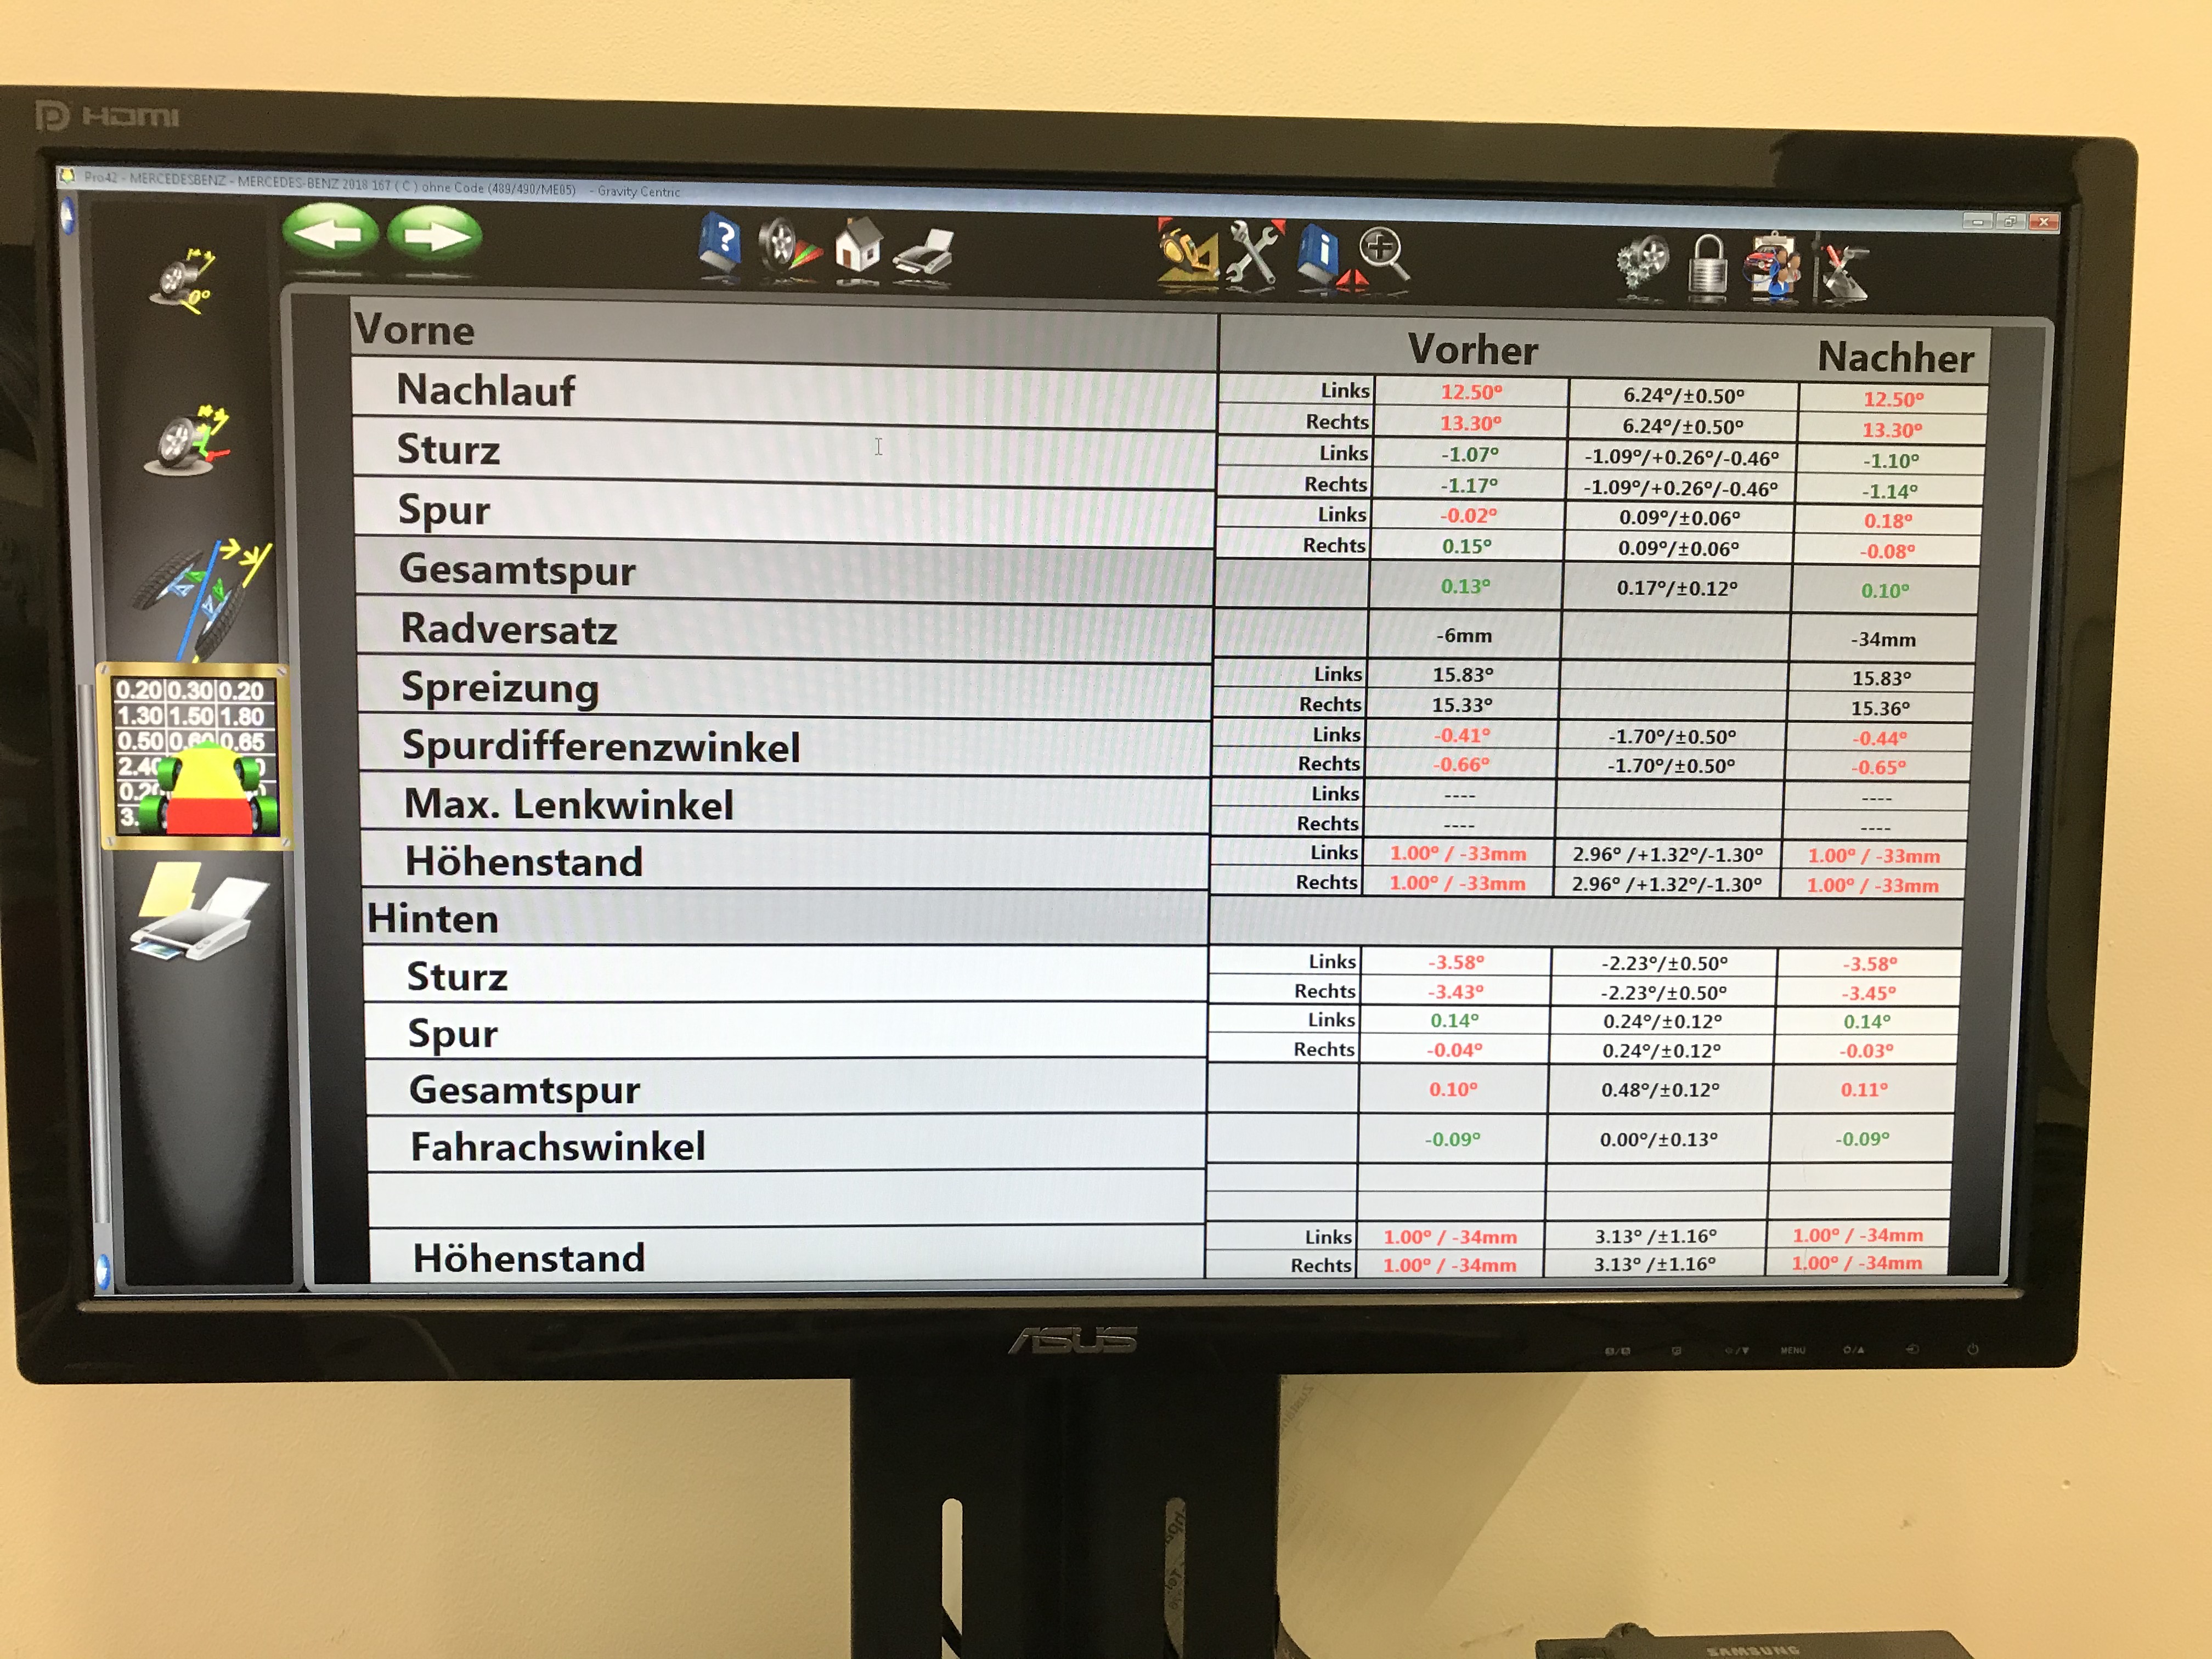 HDMI
Pro42 - MERCEDESBENZ - MERCEDES-BENZ 2018 167 ( C ) ohne Code (489/490/ME05) - Gravity Centric
Vorne Vorher Nachher
Nachlauf Links 12.50° 6.24°/±0.50° 12.50°
Rechts 13.30° 6.24°/±0.50° 13.30°
Sturz Links -1.07° -1.09°/+0.26°/-0.46° -1.10°
Rechts -1.17° -1.09°/+0.26°/-0.46° -1.14°
Spur Links -0.02° 0.09°/±0.06° 0.18°
Rechts 0.15° 0.09°/±0.06° -0.08°
Gesamtspur 0.13° 0.17°/±0.12° 0.10°
Radversatz -6mm -34mm
Spreizung Links 15.83° 15.83°
Rechts 15.33° 15.36°
Spurdifferenzwinkel Links -0.41° -1.70°/±0.50° -0.44°
Rechts -0.66° -1.70°/±0.50° -0.65°
Max. Lenkwinkel Links ---- ----
Rechts ---- ----
Höhenstand Links 1.00° / -33mm 2.96° /+1.32°/-1.30° 1.00° / -33mm
Rechts 1.00° / -33mm 2.96° /+1.32°/-1.30° 1.00° / -33mm
Hinten
Sturz Links -3.58° -2.23°/±0.50° -3.58°
Rechts -3.43° -2.23°/±0.50° -3.45°
Spur Links 0.14° 0.24°/±0.12° 0.14°
Rechts -0.04° 0.24°/±0.12° -0.03°
Gesamtspur 0.10° 0.48°/±0.12° 0.11°
Fahrachswinkel -0.09° 0.00°/±0.13° -0.09°
Höhenstand Links 1.00° / -34mm 3.13° /±1.16° 1.00° / -34mm
Rechts 1.00° / -34mm 3.13° /±1.16° 1.00° / -34mm
0°
0.20 0.30 0.20
1.30 1.50 1.80
0.50 0.60 0.65
ASUS
MENU
SAMSUNG